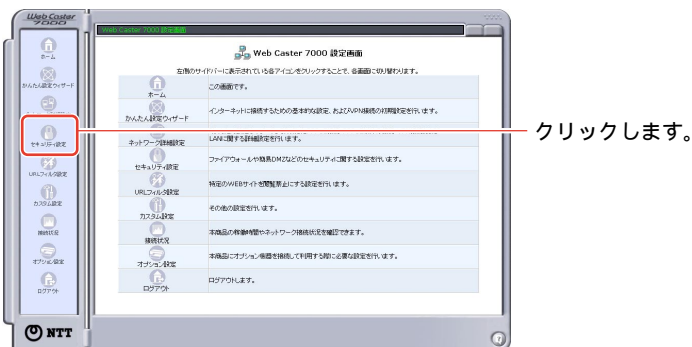 Web Caster
7000
Web Caster 7000 設定画面
Web Caster 7000 設定画面
左側のサイドバーに表示されている各アイコンをクリックすることで、各画面に切り替わります。
ホーム
かんたん設定ウィザード
セキュリティ設定
URLフィルタ設定
カスタム設定
接続状況
オプション設定
ログアウト
ホーム
この画面です。
かんたん設定ウィザード
インターネットに接続するための基本的な設定、およびVPN接続の初期設定を行います。
ネットワーク詳細設定
LANに関する詳細設定を行います。
セキュリティ設定
ファイアウォールや簡易DMZなどのセキュリティに関する設定を行います。
URLフィルタ設定
特定のWEBサイトを閲覧禁止にする設定を行います。
カスタム設定
その他の設定を行います。
接続状況
本商品の稼働時間やネットワーク接続状況を確認できます。
オプション設定
本商品にオプション機器を接続して利用する際に必要な設定を行います。
ログアウト
ログアウトします。
クリックします。
NTT